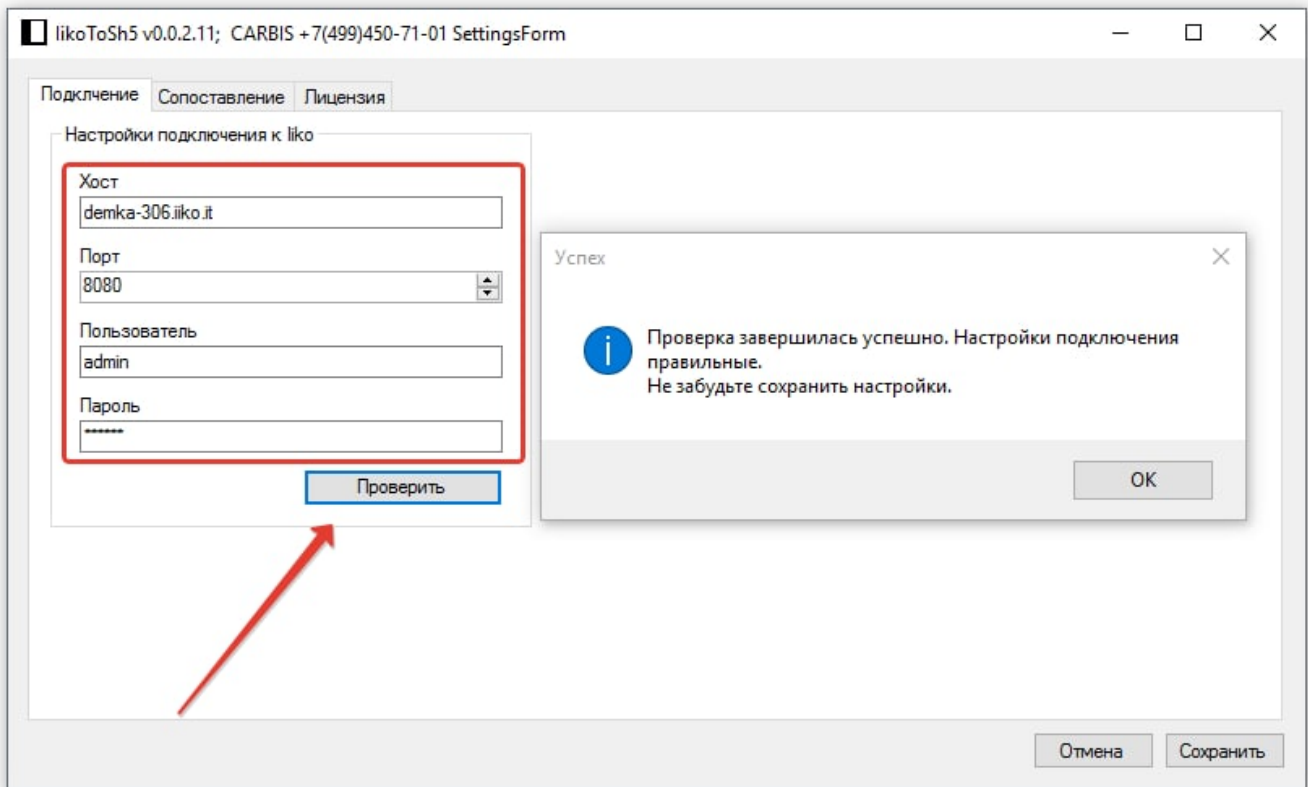 IikoToSh5 v0.0.2.11; CARBIS +7(499)450-71-01 SettingsForm
Подклчение Сопоставление Лицензия
Настройки подключения к Iiko
Хост
demka-306.iiko.it
Порт
8080
Пользователь
admin
Пароль
******
Проверить
Успех
Проверка завершилась успешно. Настройки подключения
правильные.
Не забудьте сохранить настройки.
OK
Отмена Сохранить